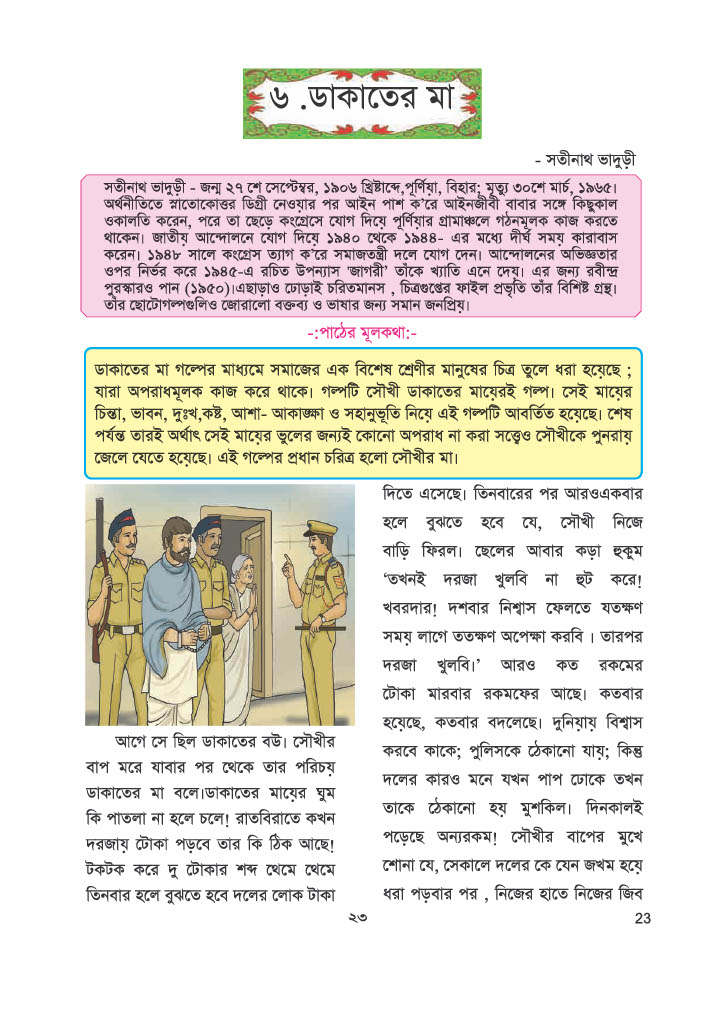 ৬ .ডাকাতের মা
- সতীনাথ ভাদুড়ী
সতীনাথ ভাদুড়ী - জন্ম ২৭ শে সেপ্টেম্বর, ১৯০৬ খ্রিষ্টাব্দে,পূর্ণিয়া, বিহার; মৃত্যু ৩০শে মার্চ, ১৯৬৫।
অর্থনীতিতে স্নাতোকোত্তর ডিগ্রী নেওয়ার পর আইন পাশ ক'রে আইনজীবী বাবার সঙ্গে কিছুকাল
ওকালতি করেন, পরে তা ছেড়ে কংগ্রেসে যোগ দিয়ে পূর্ণিয়ার গ্রামাঞ্চলে গঠনমূলক কাজ করতে
থাকেন। জাতীয় আন্দোলনে যোগ দিয়ে ১৯৪০ থেকে ১৯৪৪- এর মধ্যে দীর্ঘ সময় কারাবাস
করেন। ১৯৪৮ সালে কংগ্রেস ত্যাগ ক'রে সমাজতন্ত্রী দলে যোগ দেন। আন্দোলনের অভিজ্ঞতার
ওপর নির্ভর করে ১৯৪৫-এ রচিত উপন্যাস 'জাগরী' তাঁকে খ্যাতি এনে দেয়। এর জন্য রবীন্দ্র
পুরস্কারও পান (১৯৫০)।এছাড়াও ঢোড়াই চরিতমানস , চিত্রগুপ্তের ফাইল প্রভৃতি তাঁর বিশিষ্ট গ্রন্থ।
তাঁর ছোটোগল্পগুলিও জোরালো বক্তব্য ও ভাষার জন্য সমান জনপ্রিয়।
-:পাঠের মূলকথা:-
ডাকাতের মা গল্পের মাধ্যমে সমাজের এক বিশেষ শ্রেণীর মানুষের চিত্র তুলে ধরা হয়েছে ;
যারা অপরাধমূলক কাজ করে থাকে। গল্পটি সৌখী ডাকাতের মায়েরই গল্প। সেই মায়ের
চিন্তা, ভাবন, দুঃখ,কষ্ট, আশা- আকাঙ্ক্ষা ও সহানুভূতি নিয়ে এই গল্পটি আবর্তিত হয়েছে। শেষ
পর্যন্ত তারই অর্থাৎ সেই মায়ের ভুলের জন্যই কোনো অপরাধ না করা সত্ত্বেও সৌখীকে পুনরায়
জেলে যেতে হয়েছে। এই গল্পের প্রধান চরিত্র হলো সৌখীর মা।
আগে সে ছিল ডাকাতের বউ। সৌখীর
বাপ মরে যাবার পর থেকে তার পরিচয়
ডাকাতের মা বলে।ডাকাতের মায়ের ঘুম
কি পাতলা না হলে চলে! রাতবিরাতে কখন
দরজায় টোকা পড়বে তার কি ঠিক আছে!
টকটক করে দু টোকার শব্দ থেমে থেমে
তিনবার হলে বুঝতে হবে দলের লোক টাকা
দিতে এসেছে। তিনবারের পর আরওএকবার
হলে বুঝতে হবে যে, সৌখী নিজে
বাড়ি ফিরল। ছেলের আবার কড়া হুকুম
'তখনই দরজা খুলবি না হুট করে!
খবরদার! দশবার নিশ্বাস ফেলতে যতক্ষণ
সময় লাগে ততক্ষণ অপেক্ষা করবি । তারপর
দরজা খুলবি।' আরও কত রকমের
টোকা মারবার রকমফের আছে। কতবার
হয়েছে, কতবার বদলেছে। দুনিয়ায় বিশ্বাস
করবে কাকে; পুলিসকে ঠেকানো যায়; কিন্তু
দলের কারও মনে যখন পাপ ঢোকে তখন
তাকে ঠেকানো হয় মুশকিল। দিনকালই
পড়েছে অন্যরকম! সৌখীর বাপের মুখে
শোনা যে, সেকালে দলের কে যেন জখম হয়ে
ধরা পড়বার পর , নিজের হাতে নিজের জিব
২৩
23